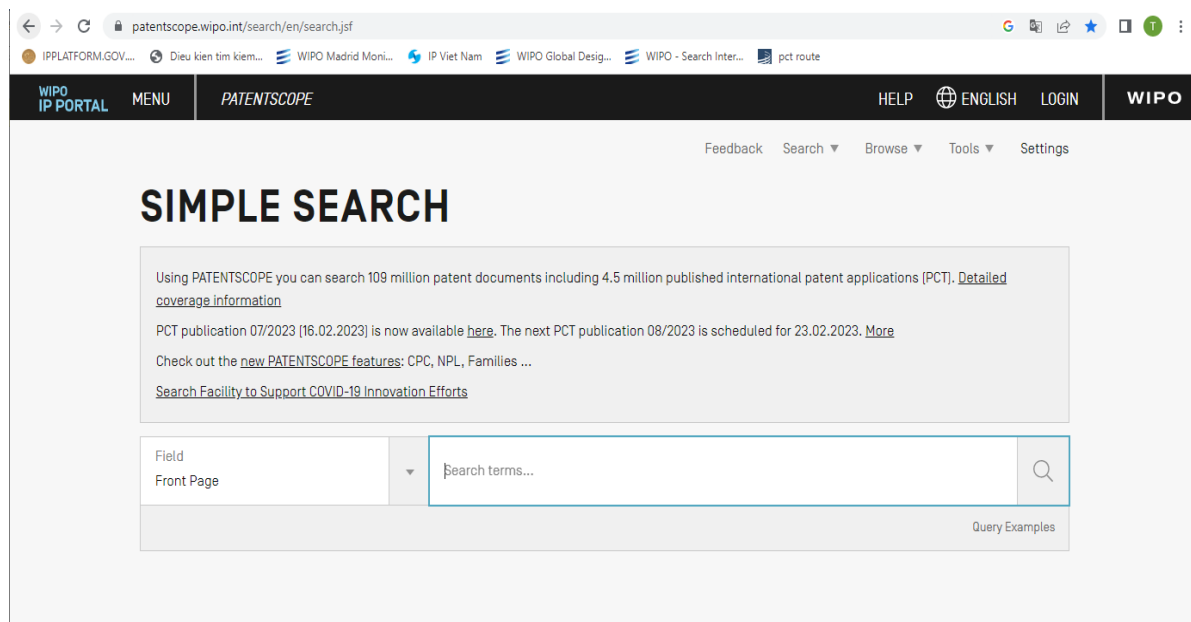 patentscope.wipo.int/search/en/search.jsf
G T
IPPLATFORM.GOV.... Dieu kien tim kiem... WIPO Madrid Moni... IP Viet Nam WIPO Global Desig... WIPO - Search Inter... pct route
WIPO IP PORTAL MENU PATENTSCOPE HELP ENGLISH LOGIN WIPO
Feedback Search Browse Tools Settings
SIMPLE SEARCH
Using PATENTSCOPE you can search 109 million patent documents including 4.5 million published international patent applications (PCT). Detailed
coverage information
PCT publication 07/2023 [16.02.2023] is now available here. The next PCT publication 08/2023 is scheduled for 23.02.2023. More
Check out the new PATENTSCOPE features: CPC, NPL, Families ...
Search Facility to Support COVID-19 Innovation Efforts
Field
Front Page
Search terms...
Query Examples